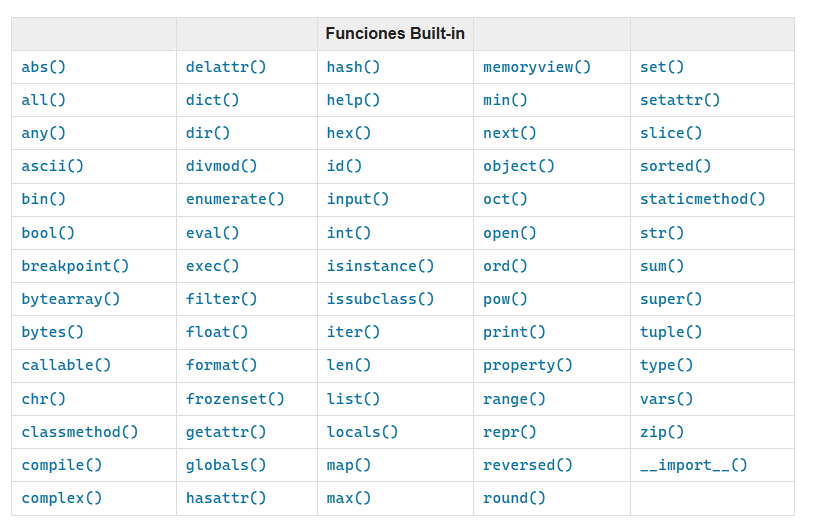 Funciones Built-in
abs() delattr() hash() memoryview() set()
all() dict() help() min() setattr()
any() dir() hex() next() slice()
ascii() divmod() id() object() sorted()
bin() enumerate() input() oct() staticmethod()
bool() eval() int() open() str()
breakpoint() exec() isinstance() ord() sum()
bytearray() filter() issubclass() pow() super()
bytes() float() iter() print() tuple()
callable() format() len() property() type()
chr() frozenset() list() range() vars()
classmethod() getattr() locals() repr() zip()
compile() globals() map() reversed() __import__()
complex() hasattr() max() round()